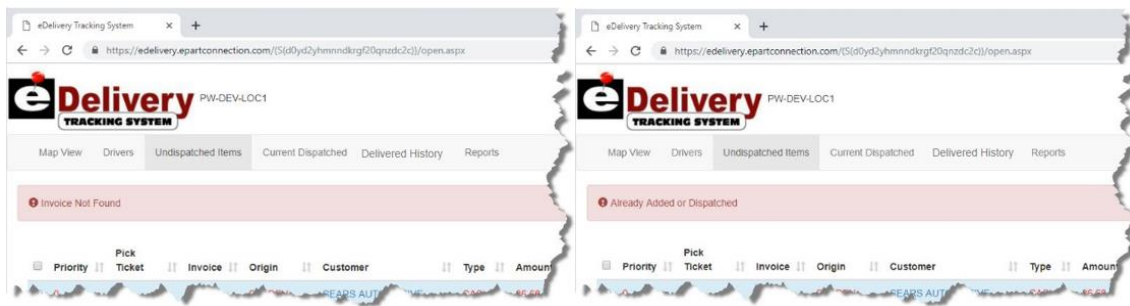 eDelivery Tracking System
https://edelivery.epartconnection.com/(S(d0yd2yhmnndkrgf20qnzdc2c))/open.aspx
eDelivery PW-DEV-LOC1
TRACKING SYSTEM
Map View Drivers Undispatched Items Current Dispatched Delivered History Reports
Invoice Not Found
Pick
Priority Ticket Invoice Origin Customer Type Amount
eDelivery Tracking System
https://edelivery.epartconnection.com/(S(d0yd2yhmnndkrgf20qnzdc2c))/open.aspx
eDelivery PW-DEV-LOC1
TRACKING SYSTEM
Map View Drivers Undispatched Items Current Dispatched Delivered History Reports
Already Added or Dispatched
Pick
Priority Ticket Invoice Origin Customer Type Amoun